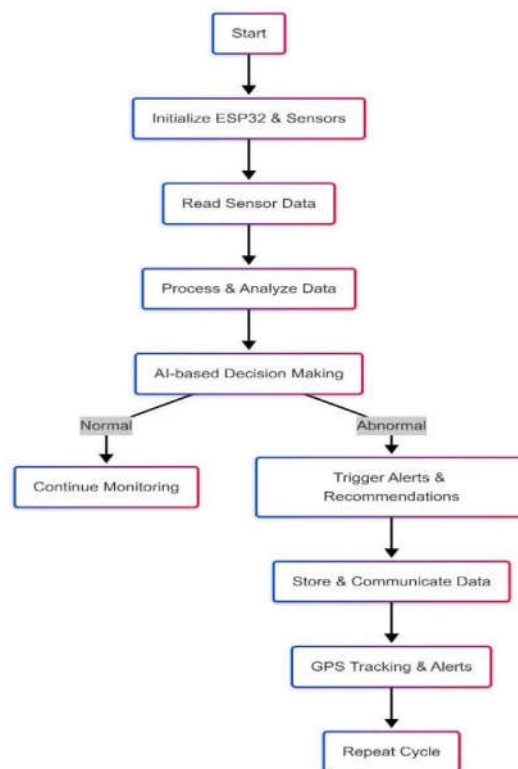 Start
Initialize ESP32 & Sensors
Read Sensor Data
Process & Analyze Data
AI-based Decision Making
Normal
Abnormal
Continue Monitoring
Trigger Alerts &
Recommendations
Store & Communicate Data
GPS Tracking & Alerts
Repeat Cycle